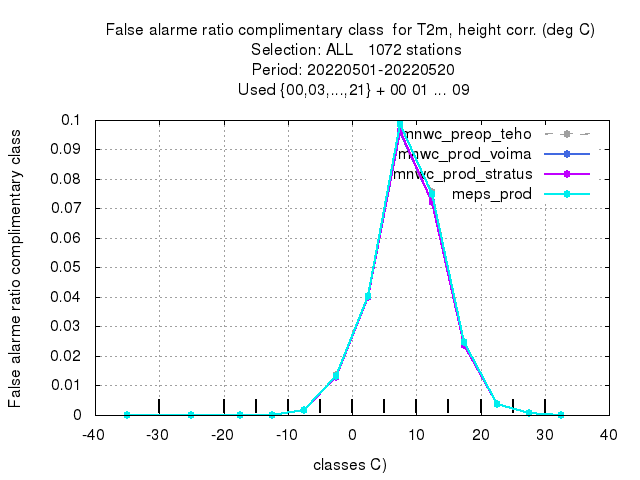 False alarme ratio complimentary class  for T2m, height corr. (deg C)
Selection: ALL   1072 stations
Period: 20220501-20220520
Used {00,03,...,21} + 00 01 ... 09
False alarme ratio complimentary class
0.1
0.09
0.08
0.07
0.06
0.05
0.04
0.03
0.02
0.01
0
mnwc_preop_teho
mnwc_prod_voima
mnwc_prod_stratus
meps_prod
-40 -30 -20 -10 0 10 20 30 40
classes C)